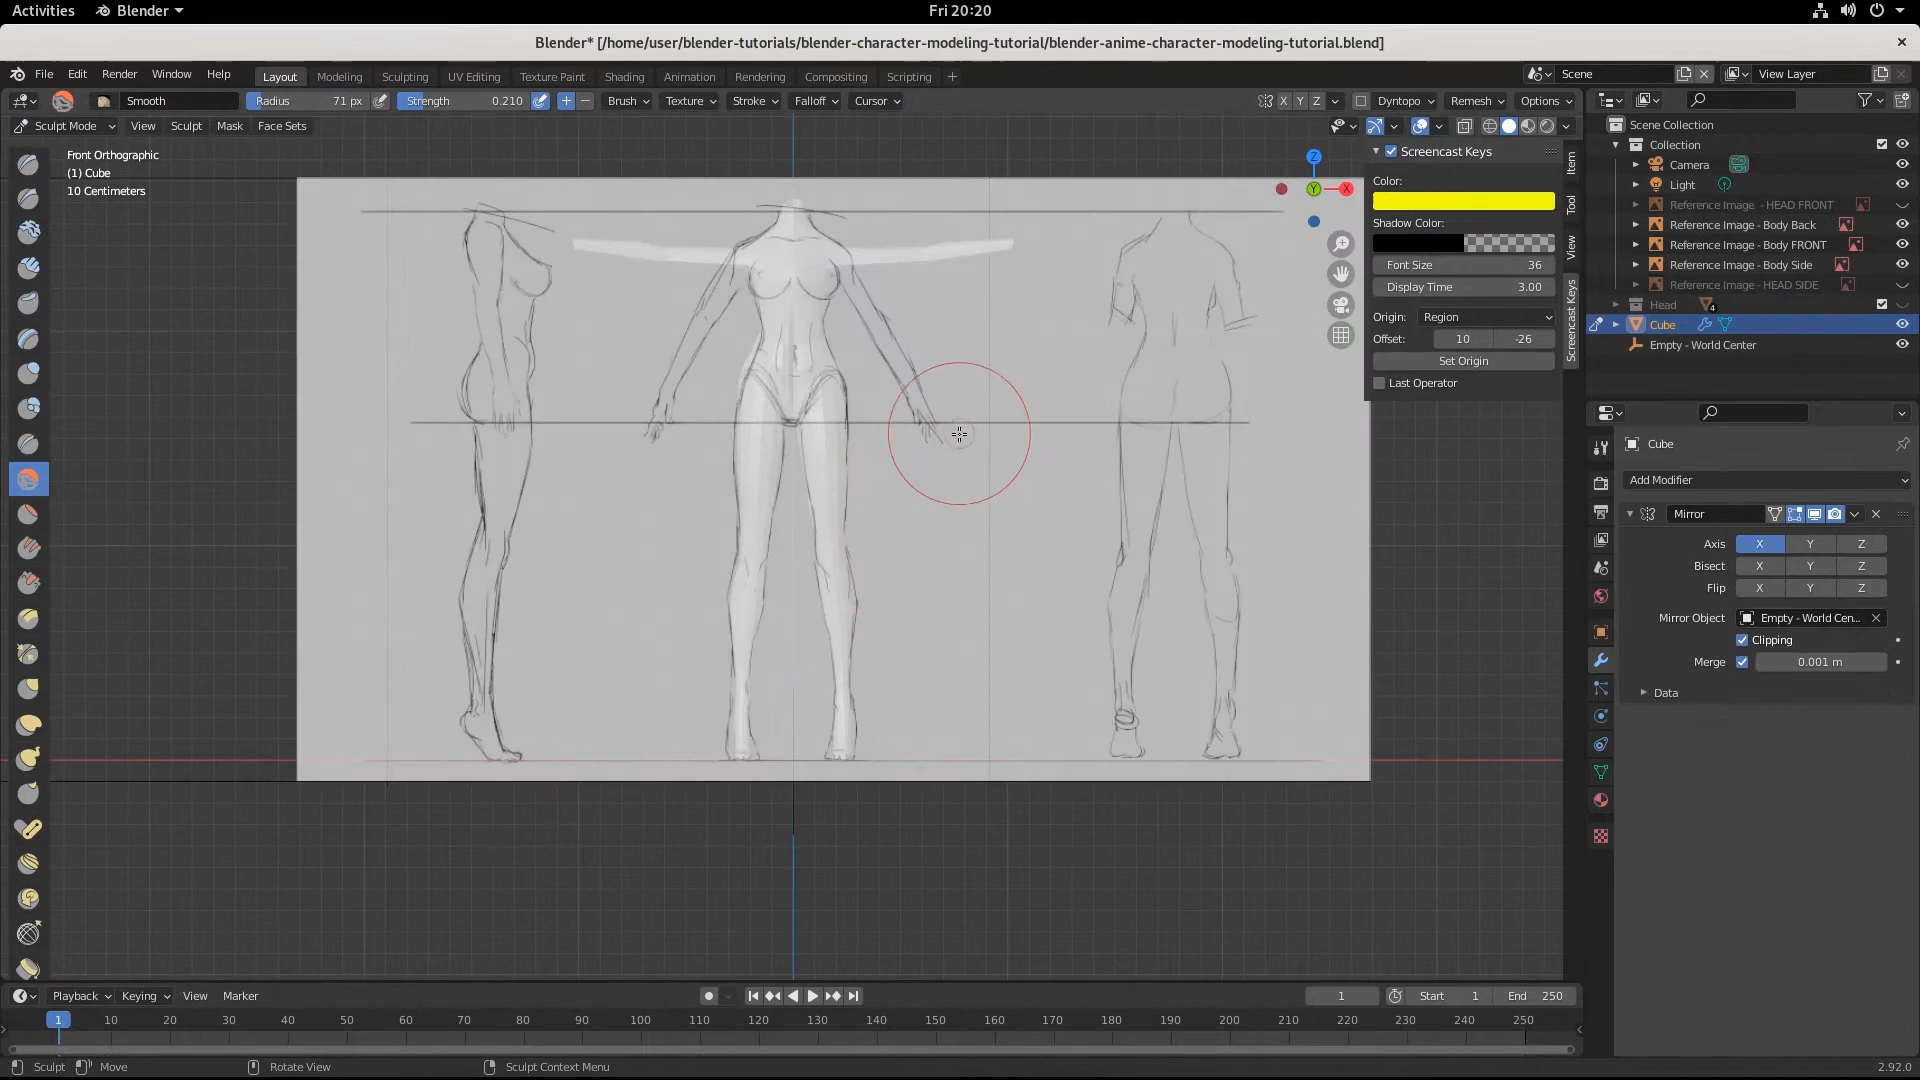 Activities Blender Fri 20:20
Blender* [/home/user/blender-tutorials/blender-character-modeling-tutorial/blender-anime-character-modeling-tutorial.blend]
File Edit Render Window Help Layout Modeling Sculpting UV Editing Texture Paint Shading Animation Rendering Compositing Scripting + Scene View Layer
Smooth Radius 71 px Strength 0.210 Brush Texture Stroke Falloff Cursor X Y Z Dyntopo Remesh Options
Sculpt Mode View Sculpt Mask Face Sets
Front Orthographic
(1) Cube
10 Centimeters
Z
Y
X
Screencast Keys
Color:
Shadow Color:
Font Size 36
Display Time 3.00
Origin: Region
Offset: 10 -26
Set Origin
Last Operator
Item
Tool
View
Screencast Keys
Scene Collection
Collection
Camera
Light
Reference Image - HEAD FRONT
Reference Image - Body Back
Reference Image - Body FRONT
Reference Image - Body Side
Reference Image - HEAD SIDE
Head 4
Cube
Empty - World Center
Cube
Add Modifier
Mirror
Axis X Y Z
Bisect X Y Z
Flip X Y Z
Mirror Object Empty - World Cen...
Clipping
Merge 0.001 m
Data
Playback Keying View Marker 1 Start 1 End 250
1 10 20 30 40 50 60 70 80 90 100 110 120 130 140 150 160 170 180 190 200 210 220 230 240 250
Sculpt Move Rotate View Sculpt Context Menu 2.92.0